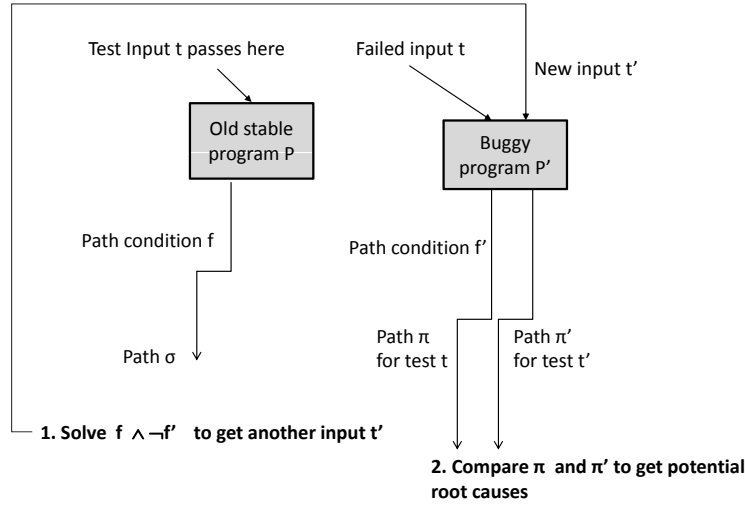 Test Input t passes here
Failed input t
New input t’
Old stable
program P
Buggy
program P’
Path condition f
Path condition f’
Path σ
Path π
for test t
Path π’
for test t’
1. Solve f ∧ ¬f’ to get another input t’
2. Compare π and π’ to get potential
root causes